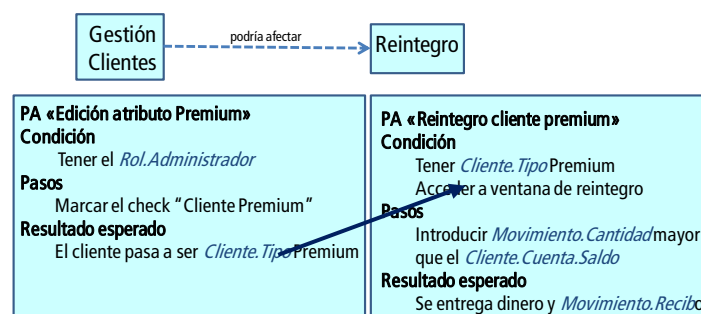 Gestión
Clientes
podría afectar
Reintegro
PA «Edición atributo Premium»
Condición
Tener el Rol.Administrador
Pasos
Marcar el check “Cliente Premium”
Resultado esperado
El cliente pasa a ser Cliente.Tipo Premium
PA «Reintegro cliente premium»
Condición
Tener Cliente.Tipo Premium
Acceder a ventana de reintegro
Pasos
Introducir Movimiento.Cantidad mayor
que el Cliente.Cuenta.Saldo
Resultado esperado
Se entrega dinero y Movimiento.Recibo